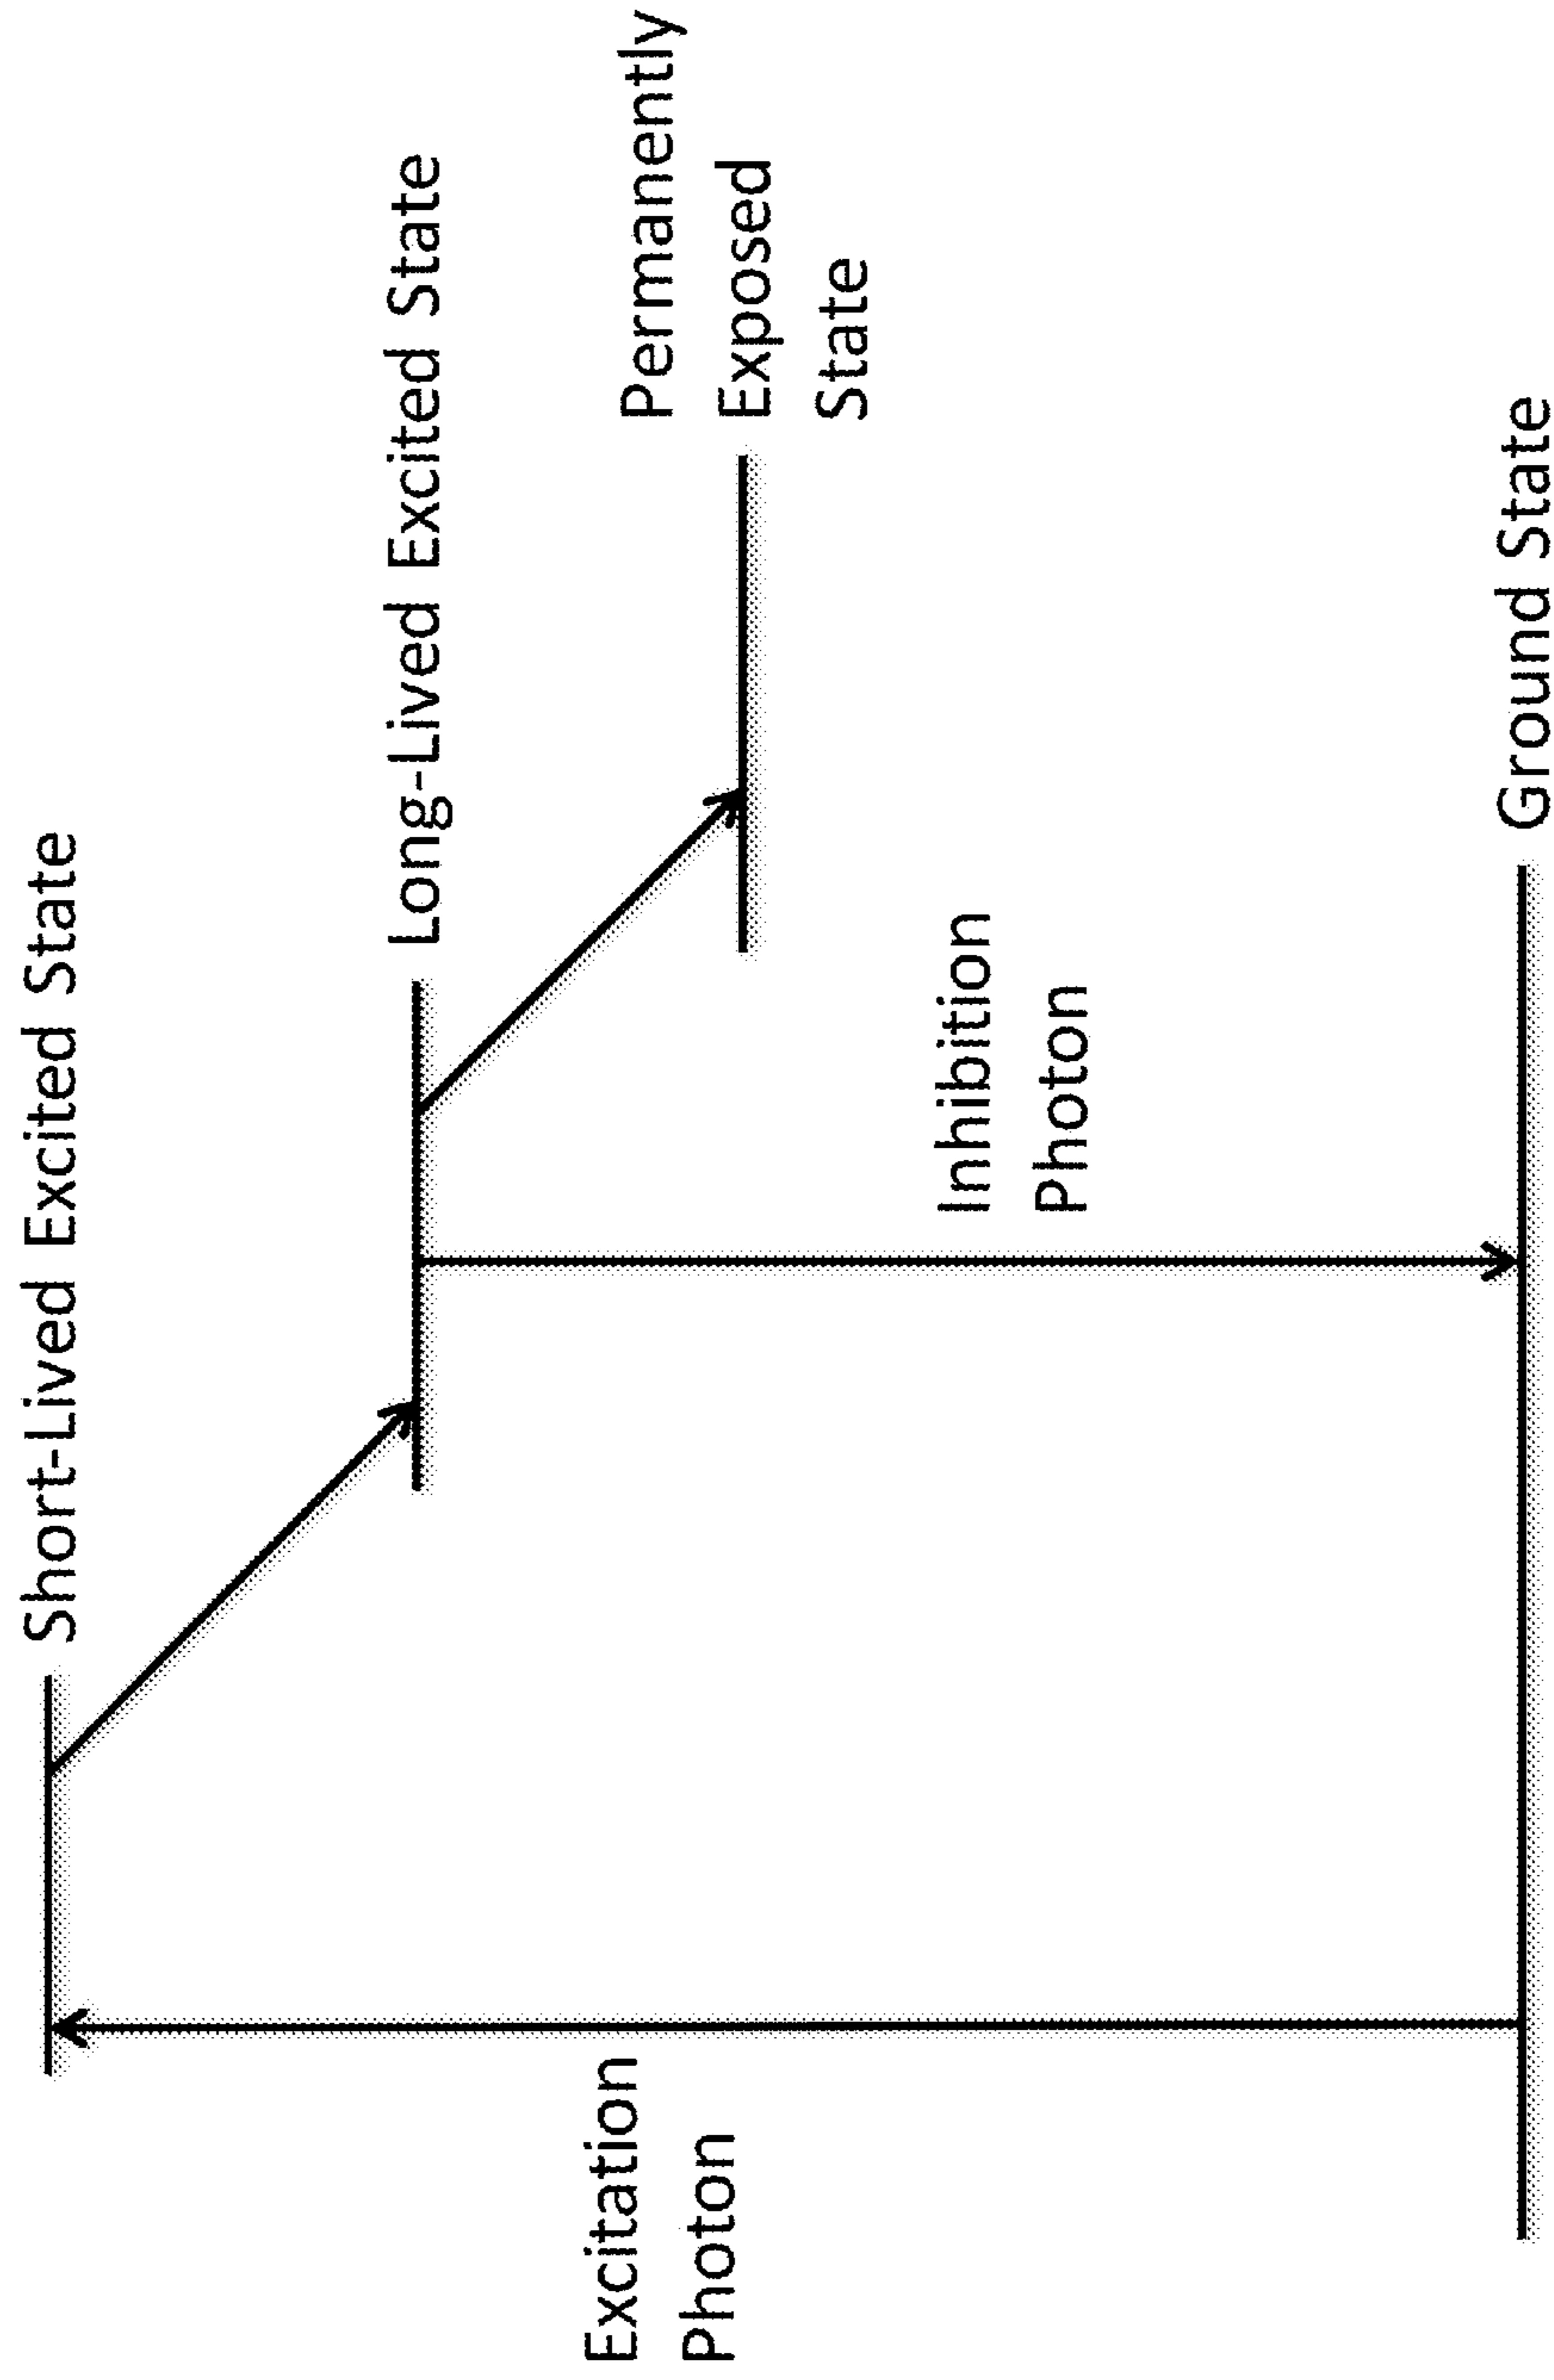 Short-Lived Excited State
Long-Lived Excited State
Permanently
Exposed
State
Excitation
Photon
Inhibition
Photon
Ground State